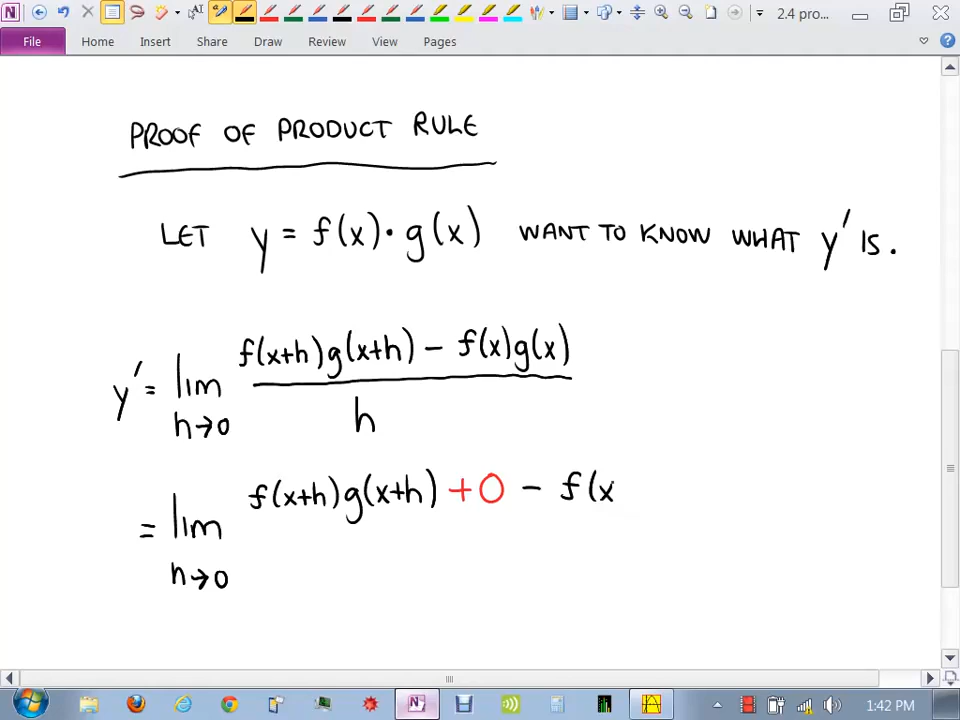 2.4 pro...
File Home Insert Share Draw Review View Pages
PROOF OF PRODUCT RULE
LET y = f(x)·g(x) WANT TO KNOW WHAT y' IS.
y' = lim h→0 f(x+h)g(x+h) - f(x)g(x) / h
= lim h→0 f(x+h)g(x+h) +0 - f(x
1:42 PM